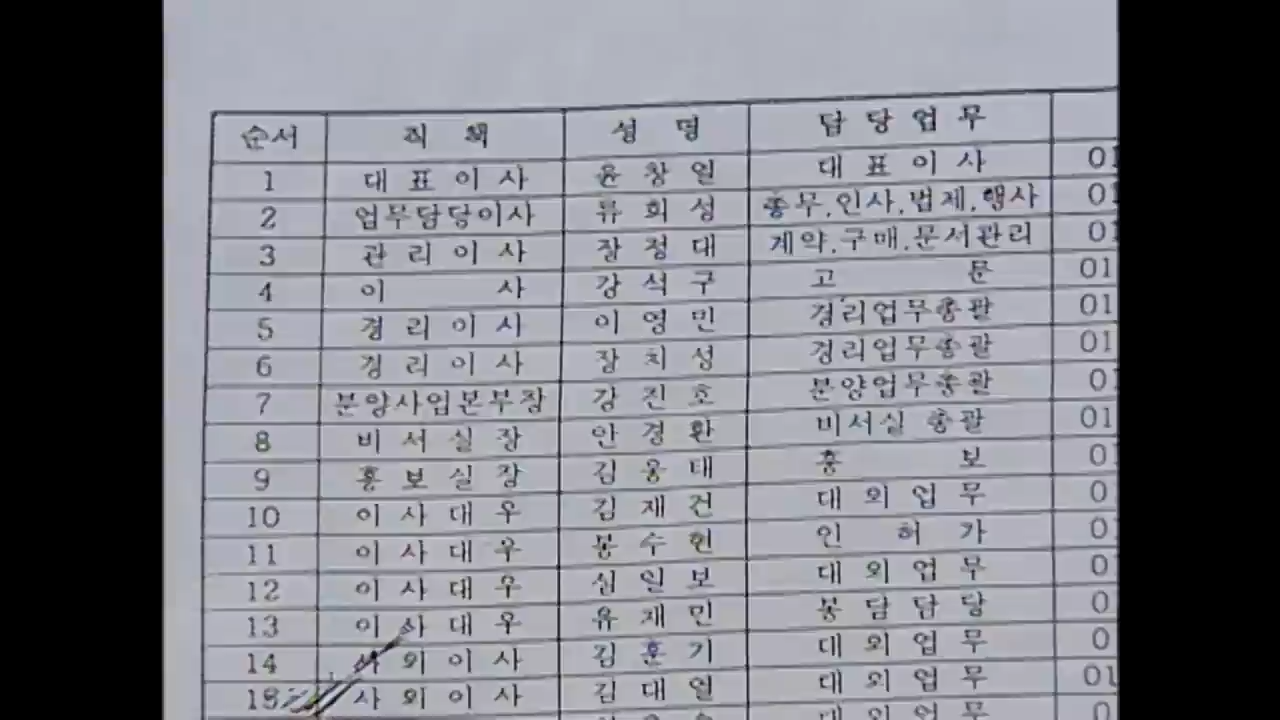 순서 직책 성명 담당업무
1 대표이사 윤창열 대표이사 01
2 업무담당이사 류희성 총무,인사,법제,행사 01
3 관리이사 장정대 계약,구매,문서관리 01
4 이사 강석구 고문 01
5 경리이사 이영민 경리업무총괄 01
6 경리이사 장치성 경리업무총괄 01
7 분양사업본부장 강진호 분양업무총괄 01
8 비서실장 안경환 비서실 총괄 01
9 홍보실장 김용대 홍보 01
10 이사대우 김재건 대외업무 0
11 이사대우 봉수헌 인허가 01
12 이사대우 신일보 대외업무 0
13 이사대우 유재민 봉담담당 0
14 사외이사 김훈기 대외업무 0
15 사외이사 김대열 대외업무 01
대외업무 0